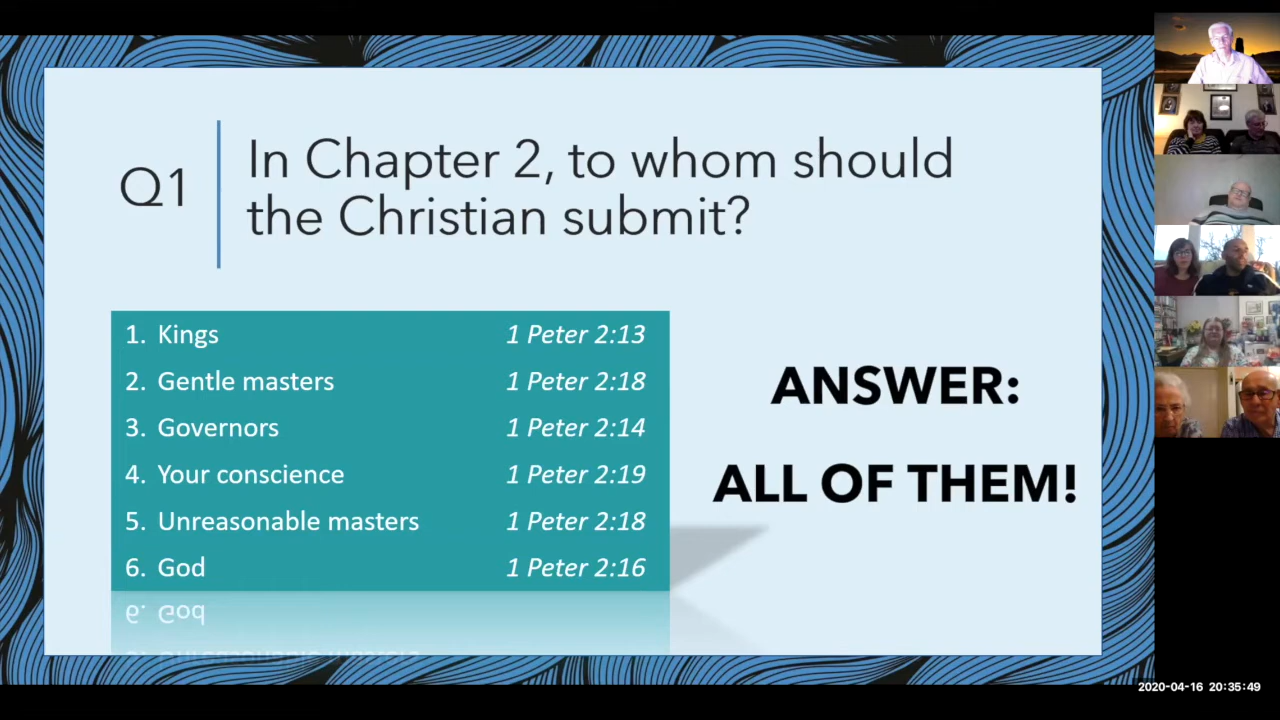 Q1
In Chapter 2, to whom should
the Christian submit?
1. Kings 1 Peter 2:13
2. Gentle masters 1 Peter 2:18
3. Governors 1 Peter 2:14
4. Your conscience 1 Peter 2:19
5. Unreasonable masters 1 Peter 2:18
6. God 1 Peter 2:16
ANSWER:
ALL OF THEM!
2020-04-16 20:35:49